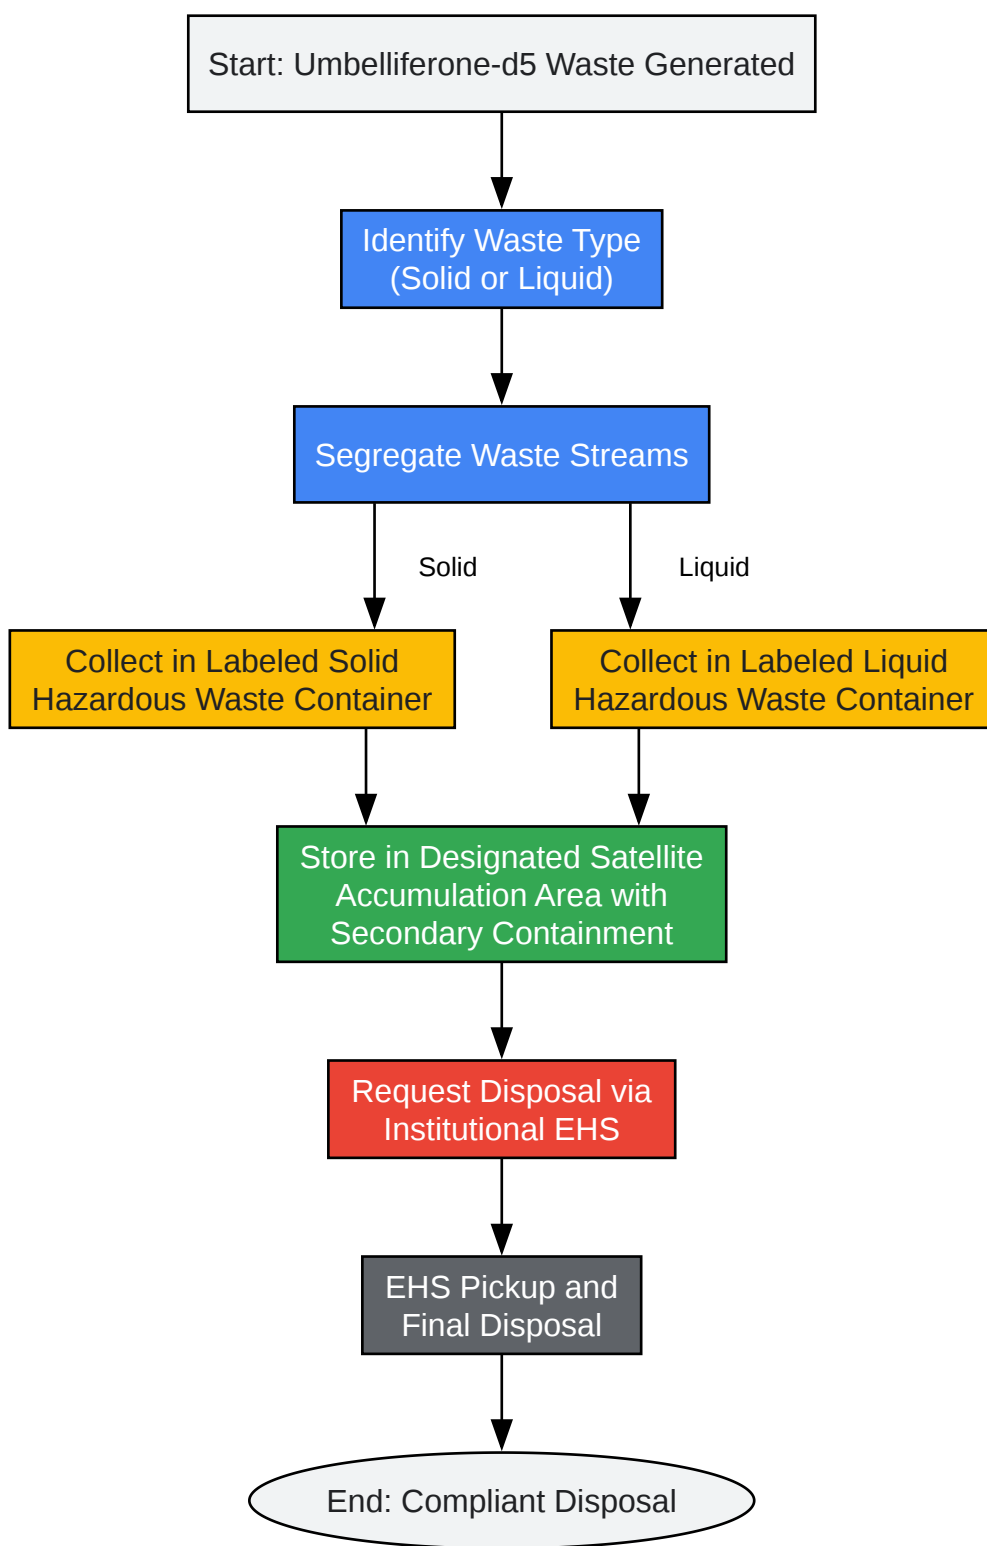 Start: Umbelliferone-d5 Waste Generated
Identify Waste Type
(Solid or Liquid)
Segregate Waste Streams
Solid
Liquid
Collect in Labeled Solid
Hazardous Waste Container
Collect in Labeled Liquid
Hazardous Waste Container
Store in Designated Satellite
Accumulation Area with
Secondary Containment
Request Disposal via
Institutional EHS
EHS Pickup and
Final Disposal
End: Compliant Disposal